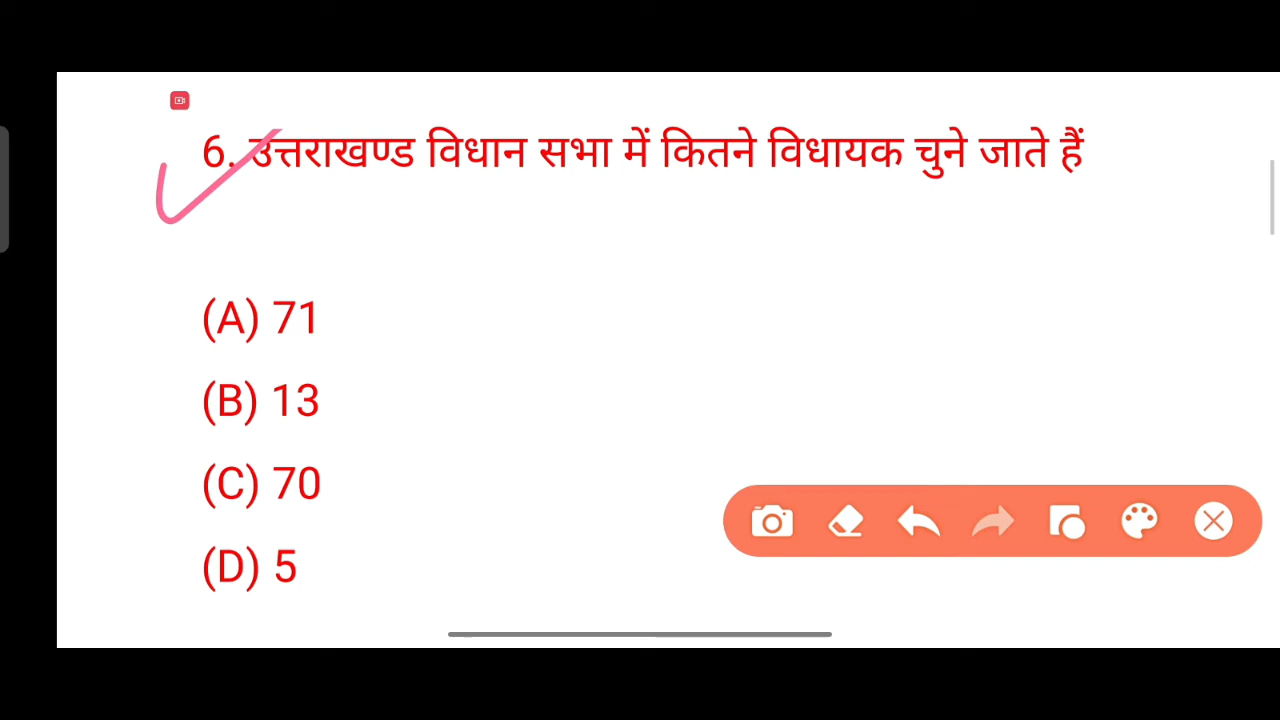 6. उत्तराखण्ड विधान सभा में कितने विधायक चुने जाते हैं
(A) 71
(B) 13
(C) 70
(D) 5